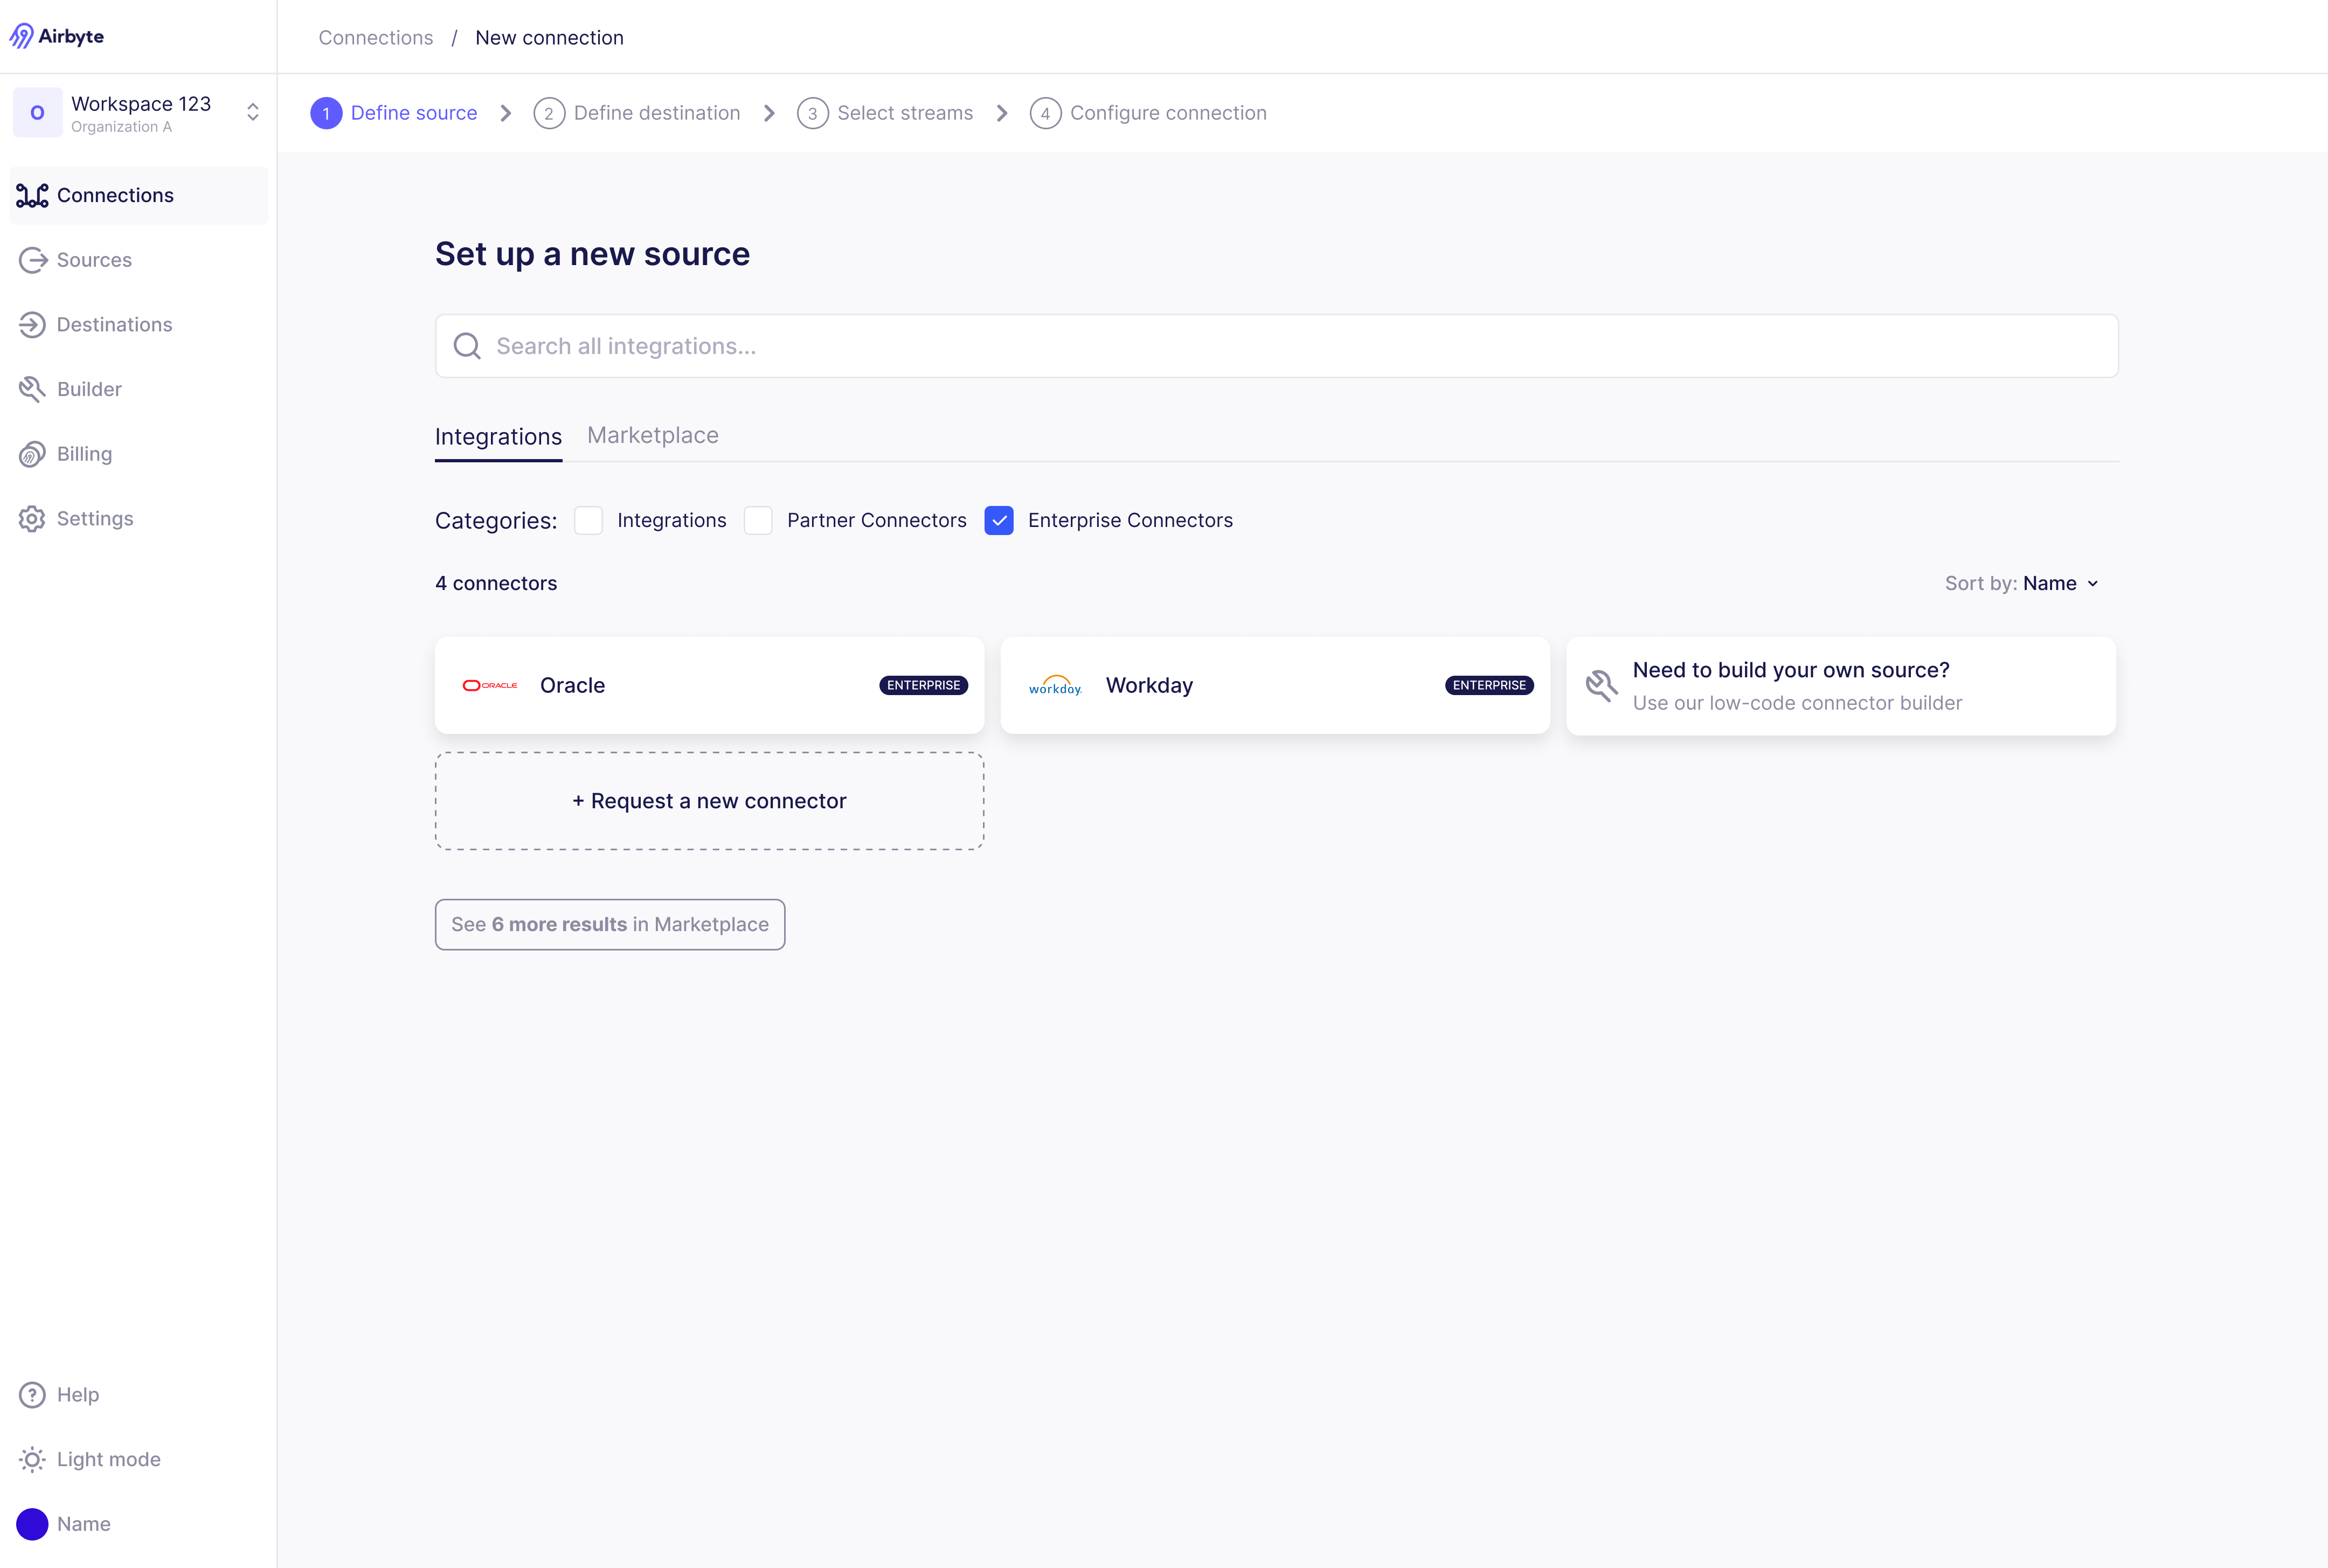 Airbyte
Connections / New connection
O
Workspace 123
Organization A
1 Define source
2 Define destination
3 Select streams
4 Configure connection
Connections
Sources
Destinations
Builder
Billing
Settings
Set up a new source
Search all integrations...
Integrations
Marketplace
Categories: Integrations Partner Connectors Enterprise Connectors
4 connectors
Sort by: Name
ORACLE Oracle ENTERPRISE
workday. Workday ENTERPRISE
Need to build your own source?
Use our low-code connector builder
+ Request a new connector
See 6 more results in Marketplace
Help
Light mode
Name